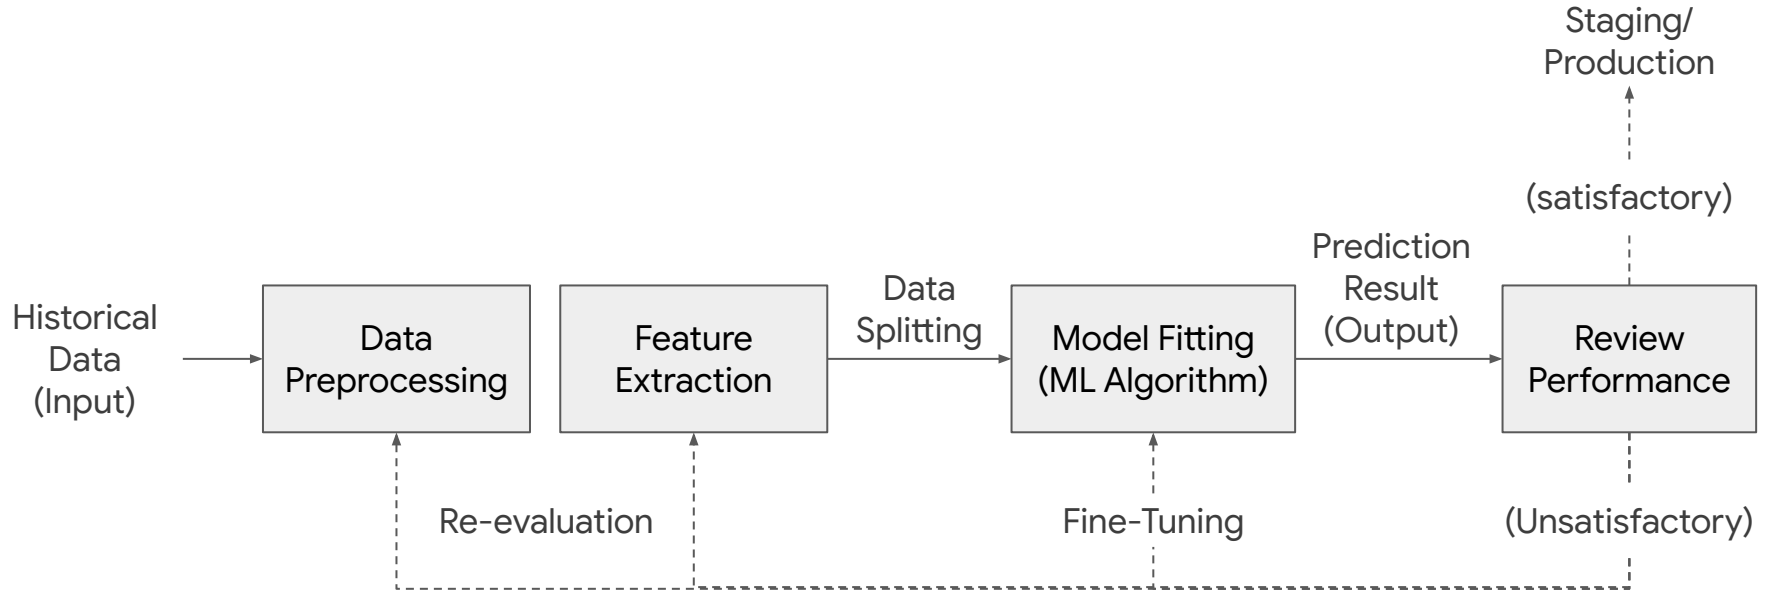 Staging/
Production
(satisfactory)
Historical
Data
(Input)
Data
Preprocessing
Feature
Extraction
Data
Splitting
Model Fitting
(ML Algorithm)
Prediction
Result
(Output)
Review
Performance
Re-evaluation
Fine-Tuning
(Unsatisfactory)